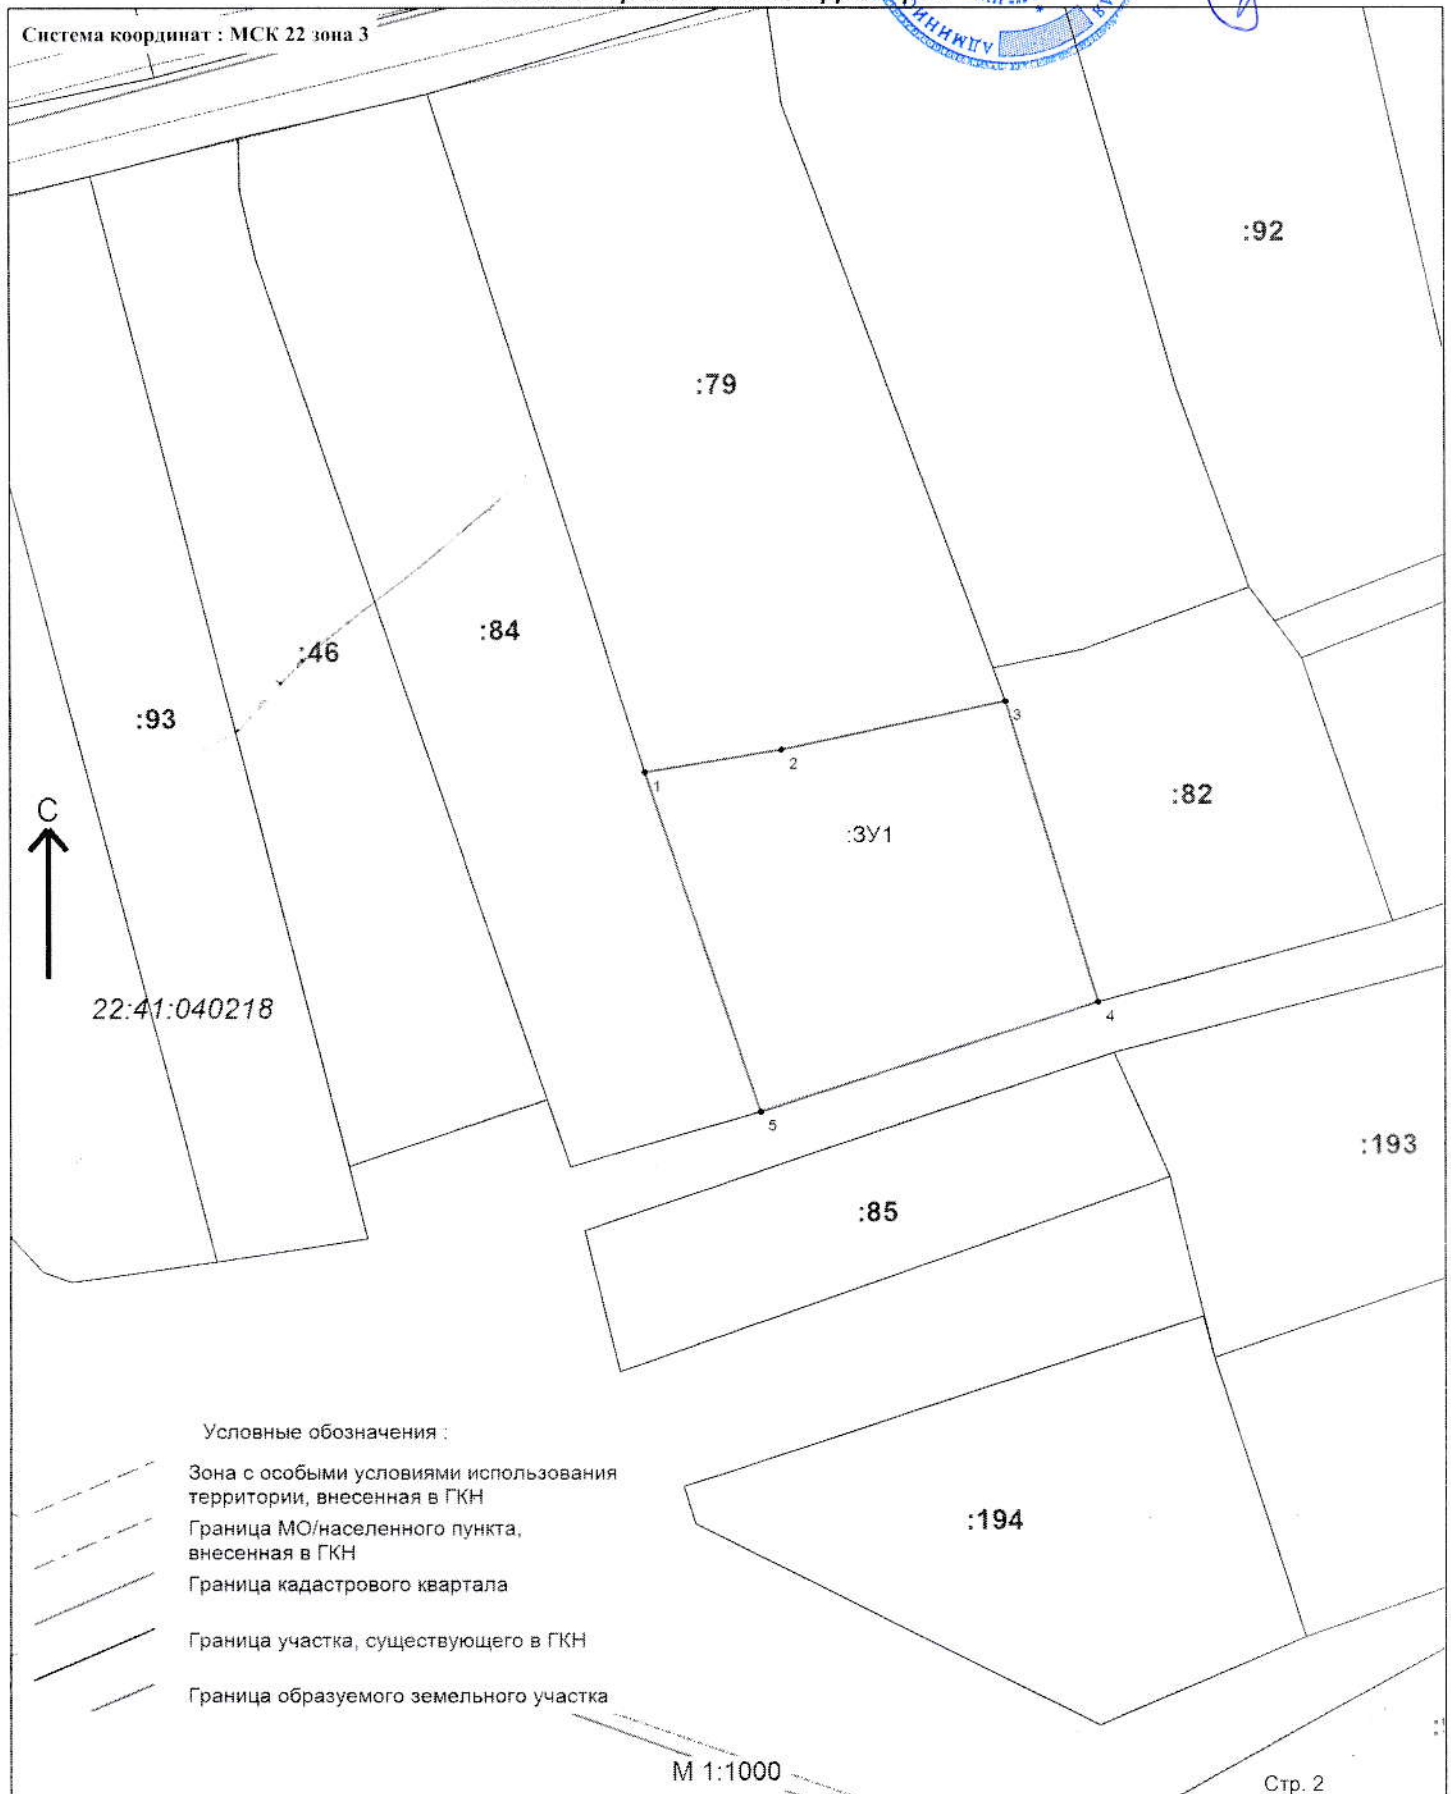 Система координат : МСК 22 зона 3
АДМИНИ
:92
:79
:84
:46
:93
3
2
1
:82
:ЗУ1
С
22:41:040218
4
5
:193
:85
Условные обозначения :
Зона с особыми условиями использования
территории, внесенная в ГКН
:194
Граница МО/населенного пункта,
внесенная в ГКН
Граница кадастрового квартала
Граница участка, существующего в ГКН
Граница образуемого земельного участка
М 1:1000
Стр. 2